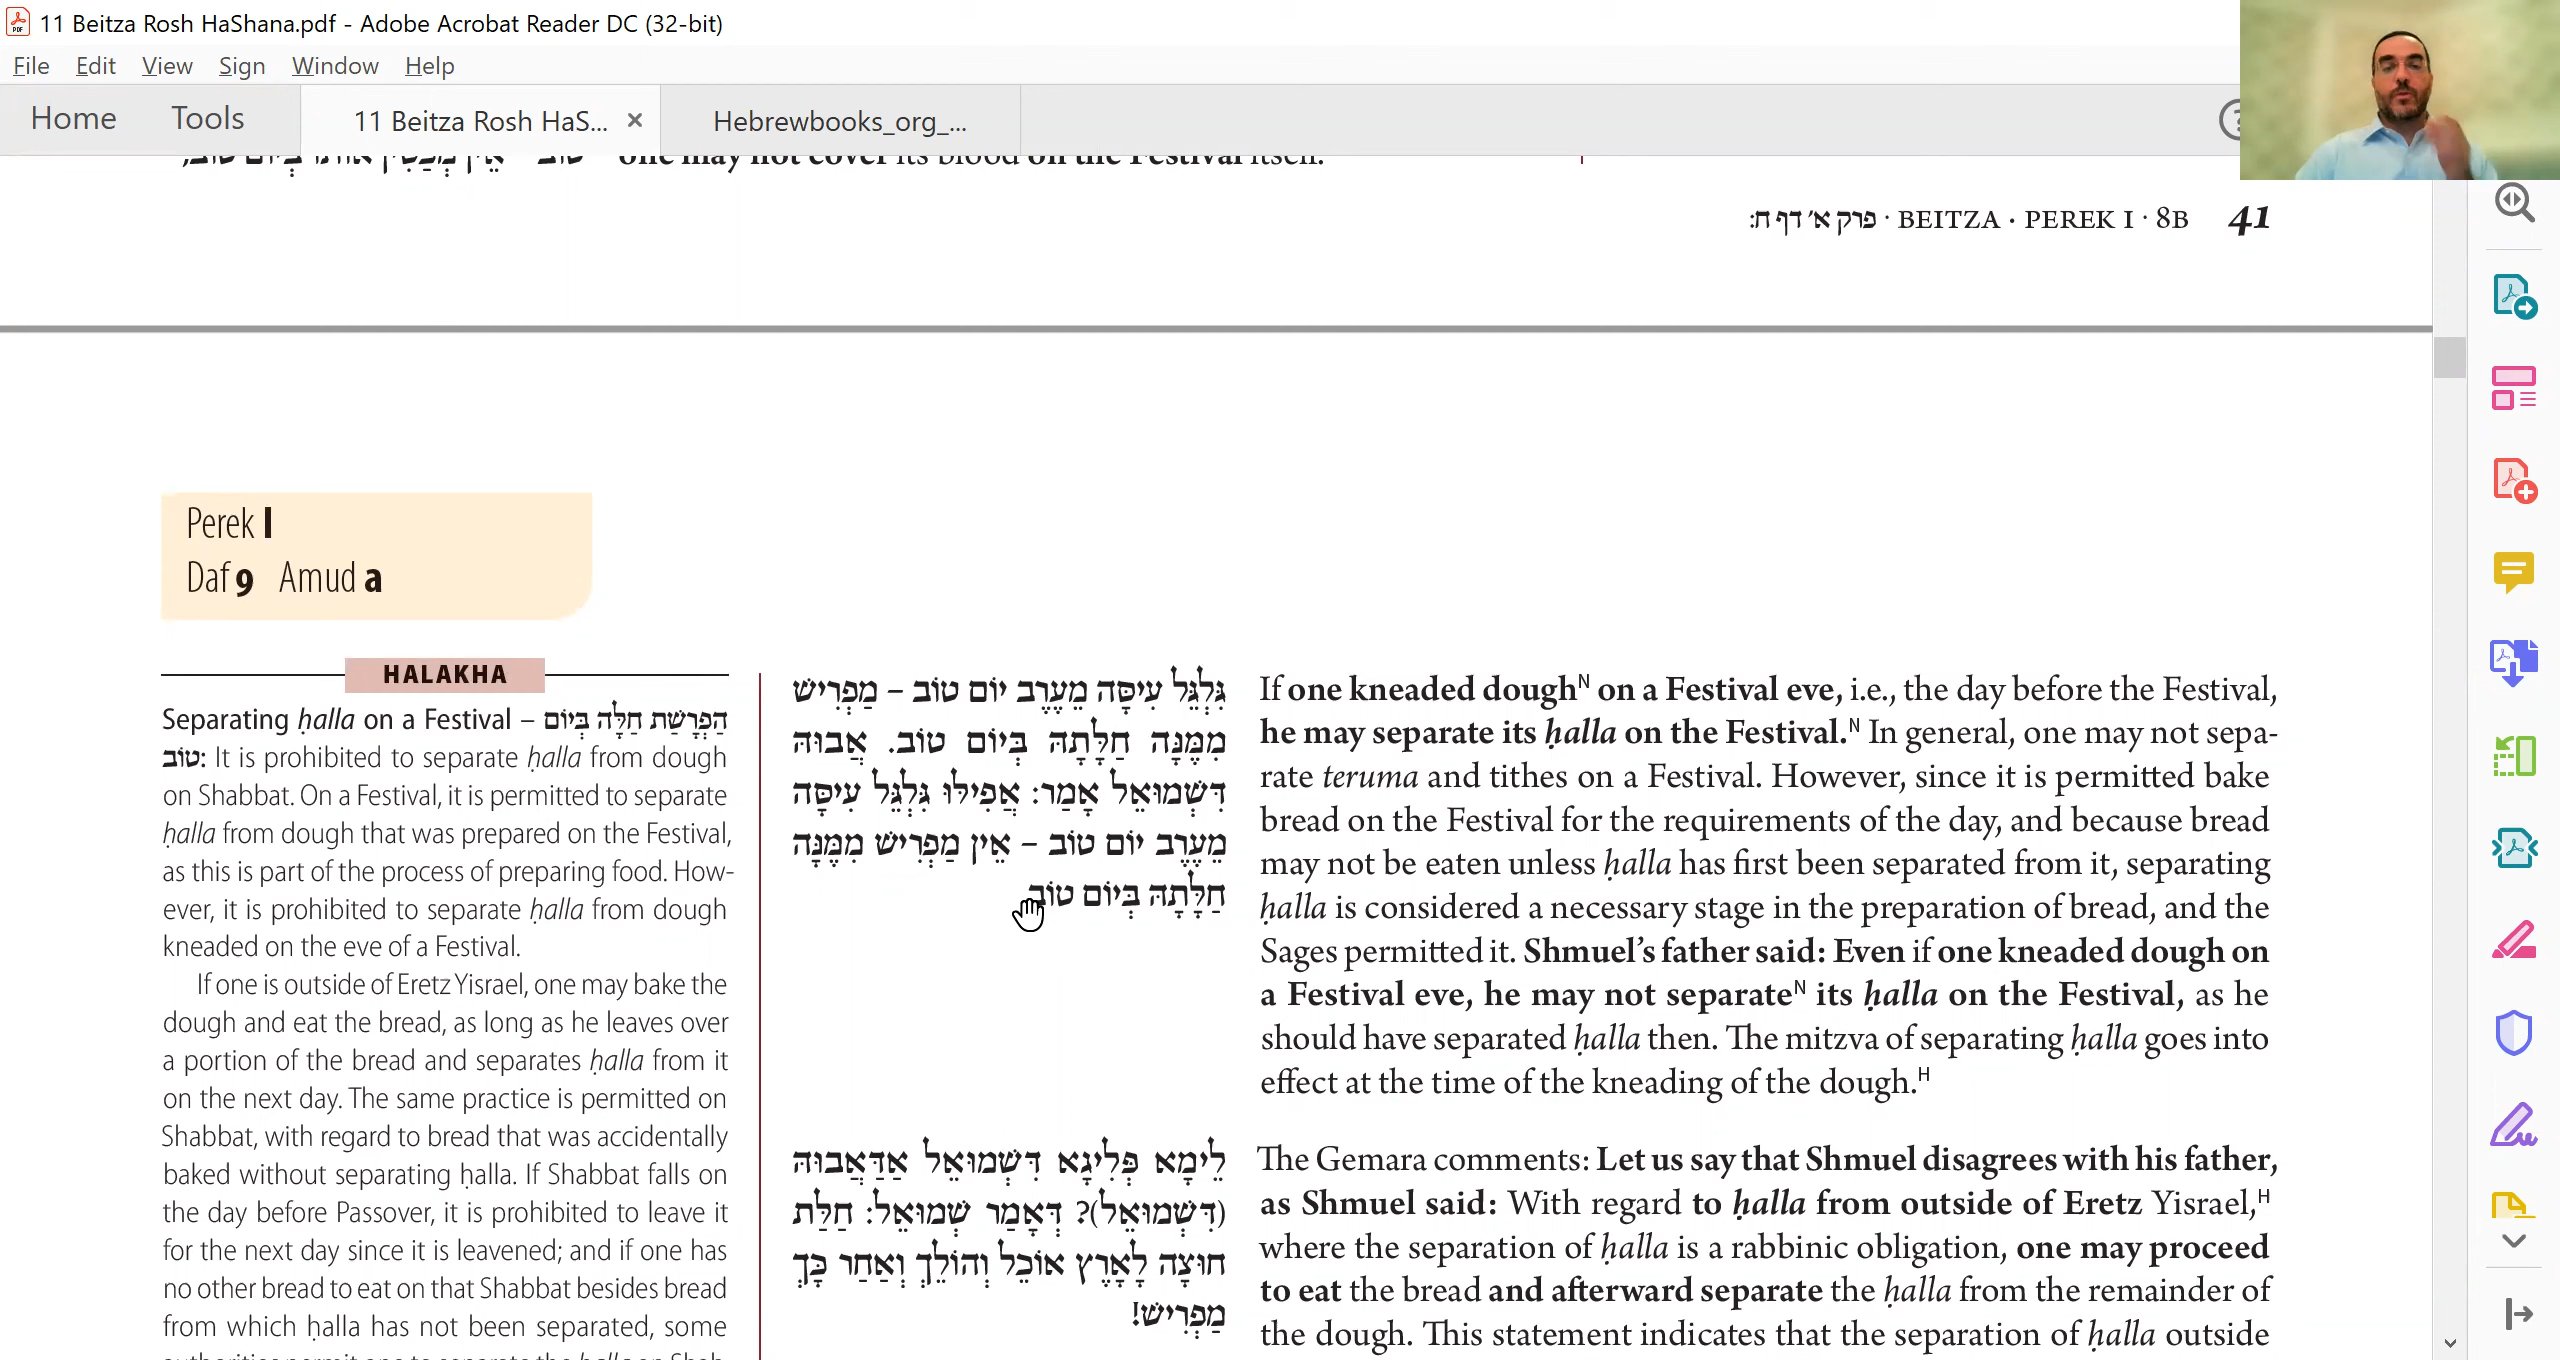 11 Beitza Rosh HaShana.pdf - Adobe Acrobat Reader DC (32-bit)
File Edit View Sign Window Help
Home Tools 11 Beitza Rosh HaS... × Hebrewbooks_org_...
טוֹב – אֵין מְכַסִּין אוֹתוֹ בְּיוֹם טוֹב,
one may not cover its blood on the Festival itself.
פרק א׳ דף ח: · BEITZA · PEREK I · 8B 41
Perek I
Daf 9 Amud a
HALAKHA
Separating ḥalla on a Festival – הַפְרָשַׁת חַלָּה בְּיוֹם
טוֹב: It is prohibited to separate ḥalla from dough
on Shabbat. On a Festival, it is permitted to separate
ḥalla from dough that was prepared on the Festival,
as this is part of the process of preparing food. How-
ever, it is prohibited to separate ḥalla from dough
kneaded on the eve of a Festival.
If one is outside of Eretz Yisrael, one may bake the
dough and eat the bread, as long as he leaves over
a portion of the bread and separates ḥalla from it
on the next day. The same practice is permitted on
Shabbat, with regard to bread that was accidentally
baked without separating ḥalla. If Shabbat falls on
the day before Passover, it is prohibited to leave it
for the next day since it is leavened; and if one has
no other bread to eat on that Shabbat besides bread
from which ḥalla has not been separated, some
גִּלְגֵּל עִיסָּה מֵעֶרֶב יוֹם טוֹב – מַפְרִישׁ
מִמֶּנָּה חַלָּתָהּ בְּיוֹם טוֹב. אֲבוּהּ
דִּשְׁמוּאֵל אָמַר: אֲפִילּוּ גִּלְגֵּל עִיסָּה
מֵעֶרֶב יוֹם טוֹב – אֵין מַפְרִישׁ מִמֶּנָּה
חַלָּתָהּ בְּיוֹם טוֹב
If one kneaded doughᴺ on a Festival eve, i.e., the day before the Festival,
he may separate its ḥalla on the Festival.ᴺ In general, one may not sepa-
rate teruma and tithes on a Festival. However, since it is permitted bake
bread on the Festival for the requirements of the day, and because bread
may not be eaten unless ḥalla has first been separated from it, separating
ḥalla is considered a necessary stage in the preparation of bread, and the
Sages permitted it. Shmuel's father said: Even if one kneaded dough on
a Festival eve, he may not separateᴺ its ḥalla on the Festival, as he
should have separated ḥalla then. The mitzva of separating ḥalla goes into
effect at the time of the kneading of the dough.ᴴ
לֵימָא פְּלִיגָא דִּשְׁמוּאֵל אַדַּאֲבוּהּ
(דִּשְׁמוּאֵל)? דְּאָמַר שְׁמוּאֵל: חַלַּת
חוּצָה לָאָרֶץ אוֹכֵל וְהוֹלֵךְ וְאַחַר כָּךְ
מַפְרִישׁ!
The Gemara comments: Let us say that Shmuel disagrees with his father,
as Shmuel said: With regard to ḥalla from outside of Eretz Yisrael,ᴴ
where the separation of ḥalla is a rabbinic obligation, one may proceed
to eat the bread and afterward separate the ḥalla from the remainder of
the dough. This statement indicates that the separation of ḥalla outside